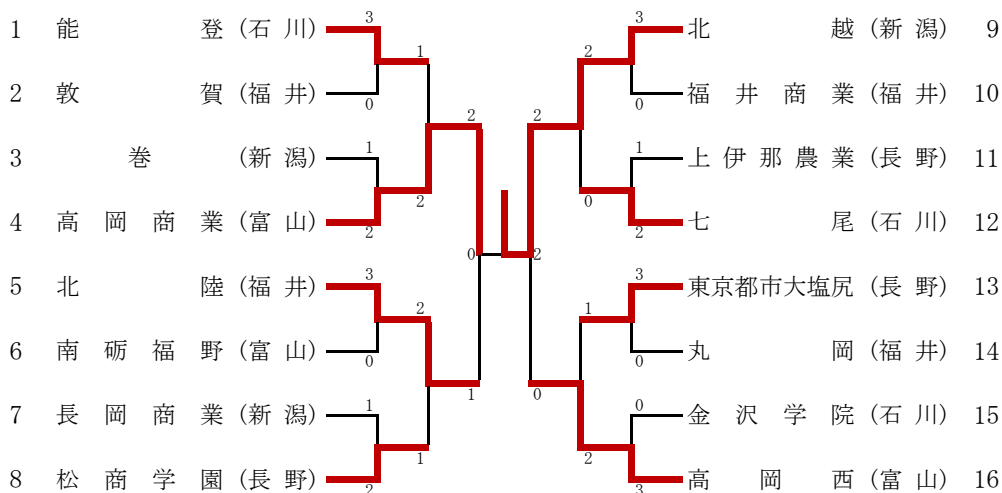 1 能登 (石川) 3
2 敦賀 (福井) 0
1
3 巻 (新潟) 1
4 高岡商業 (富山) 2
2
2
5 北陸 (福井) 3
6 南砺福野 (富山) 0
2
7 長岡商業 (新潟) 1
8 松商学園 (長野) 2
1
1
0
3 北越 (新潟) 9
0 福井商業 (福井) 10
2
1 上伊那農業 (長野) 11
2 七尾 (石川) 12
0
2
3 東京都市大塩尻 (長野) 13
0 丸岡 (福井) 14
1
0 金沢学院 (石川) 15
3 高岡西 (富山) 16
2
0
2